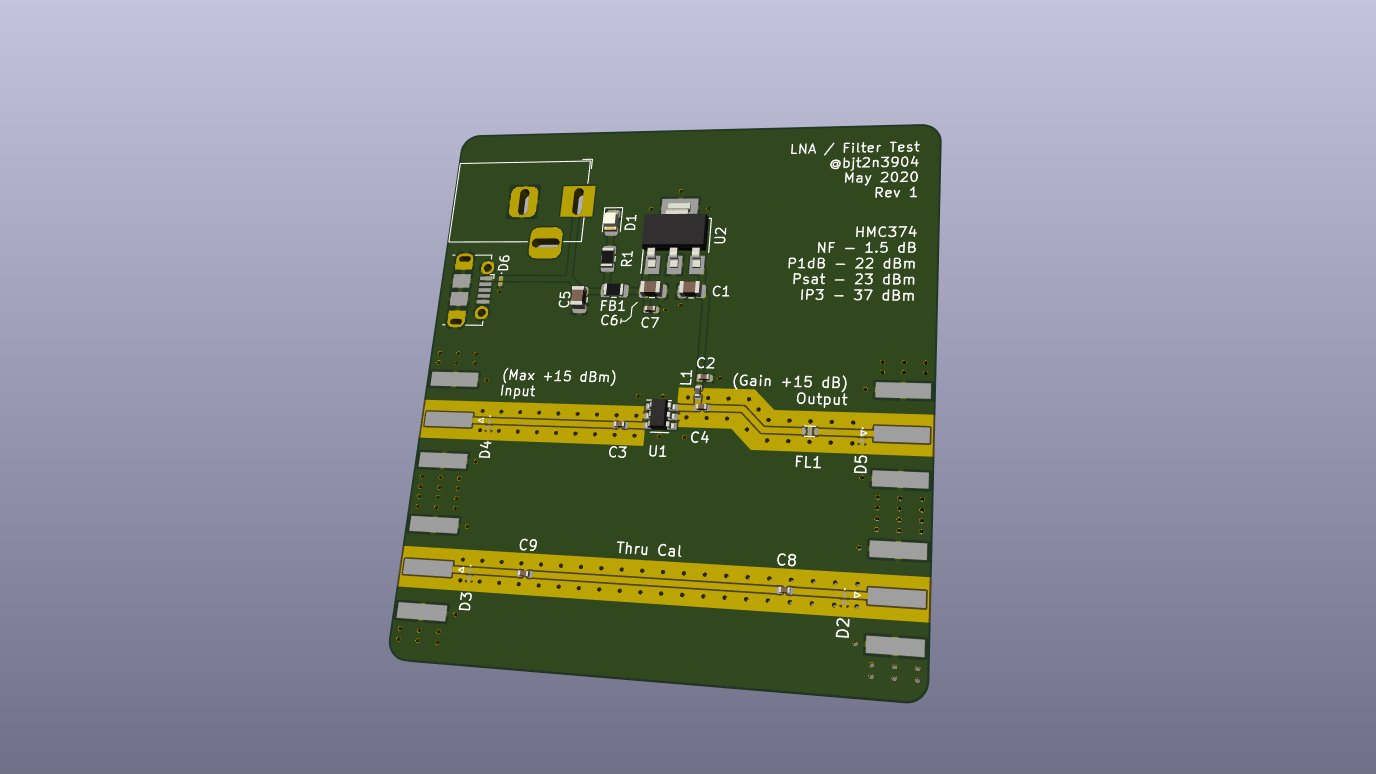 LNA / Filter Test
@bjt2n3904
May 2020
Rev 1
HMC374
NF – 1.5 dB
P1dB – 22 dBm
Psat – 23 dBm
IP3 – 37 dBm
D1
U2
R1
D6
C5
FB1
C1
C6
C7
C2
L1
(Max +15 dBm)
Input
(Gain +15 dB)
Output
D4
C3
U1
C4
FL1
D5
C9
Thru Cal
C8
D3
D2